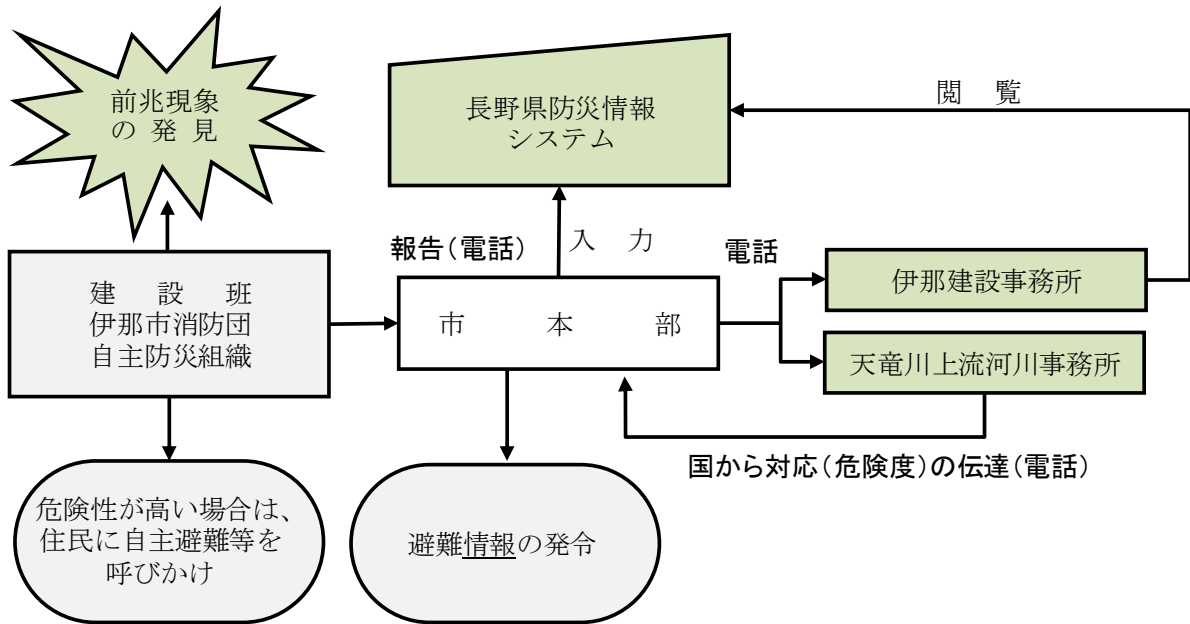 前兆現象
の 発 見
長野県防災情報
システム
閲 覧
報告(電話)
入 力
電話
建 設 班
伊那市消防団
自主防災組織
市 本 部
伊那建設事務所
天竜川上流河川事務所
国から対応(危険度)の伝達(電話)
危険性が高い場合は、
住民に自主避難等を
呼びかけ
避難情報の発令